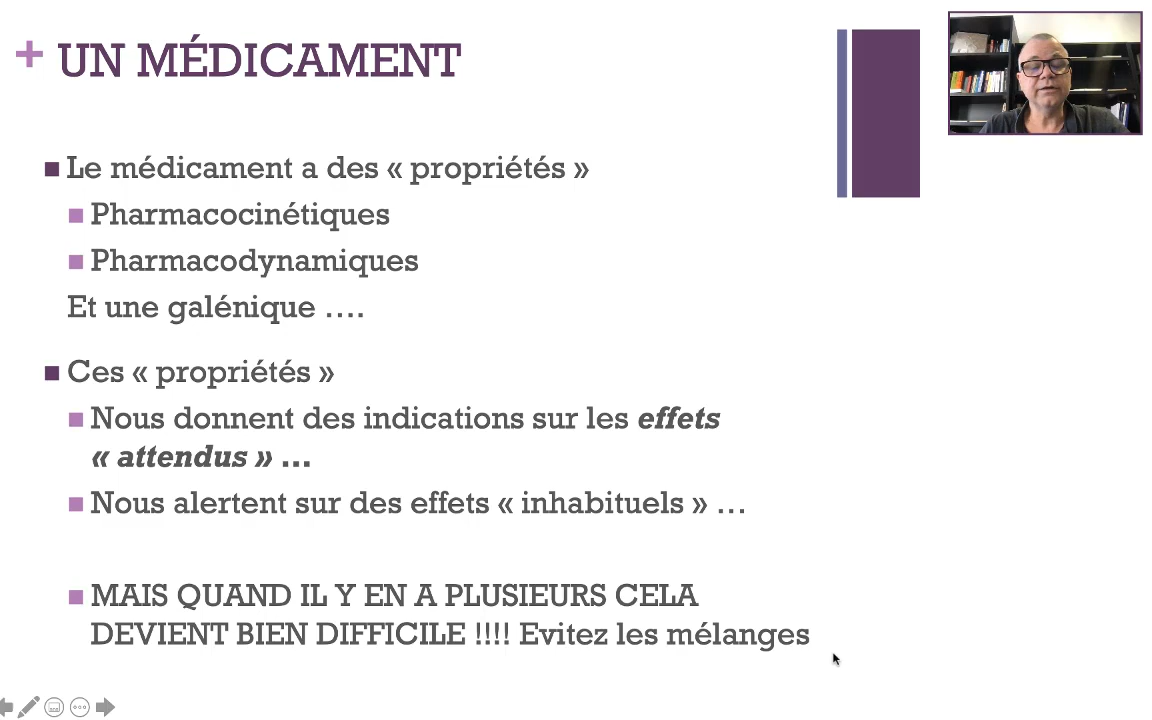 + UN MÉDICAMENT
Le médicament a des « propriétés »
Pharmacocinétiques
Pharmacodynamiques
Et une galénique ….
Ces « propriétés »
Nous donnent des indications sur les effets
« attendus » …
Nous alertent sur des effets « inhabituels » …
MAIS QUAND IL Y EN A PLUSIEURS CELA
DEVIENT BIEN DIFFICILE !!!! Evitez les mélanges